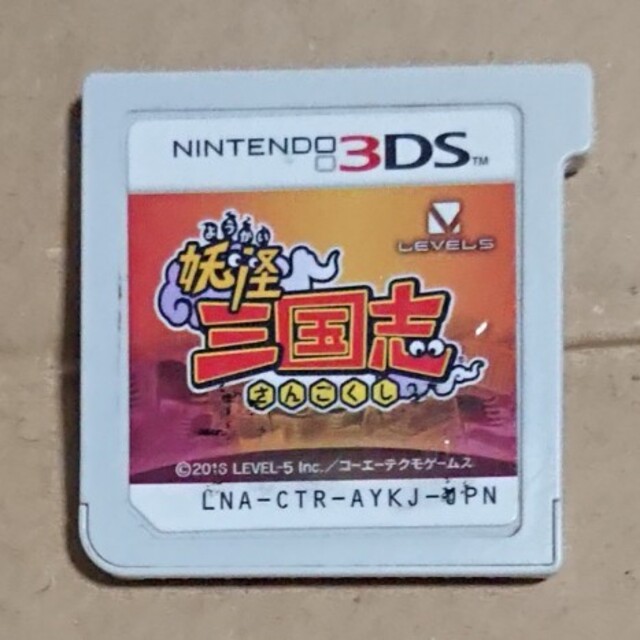 NINTENDO 3DS™
LEVEL5
ようかい
妖怪
三国志
さんごくし
©2016 LEVEL-5 Inc./コーエーテクモゲームス
LNA-CTR-AYKJ-JPN